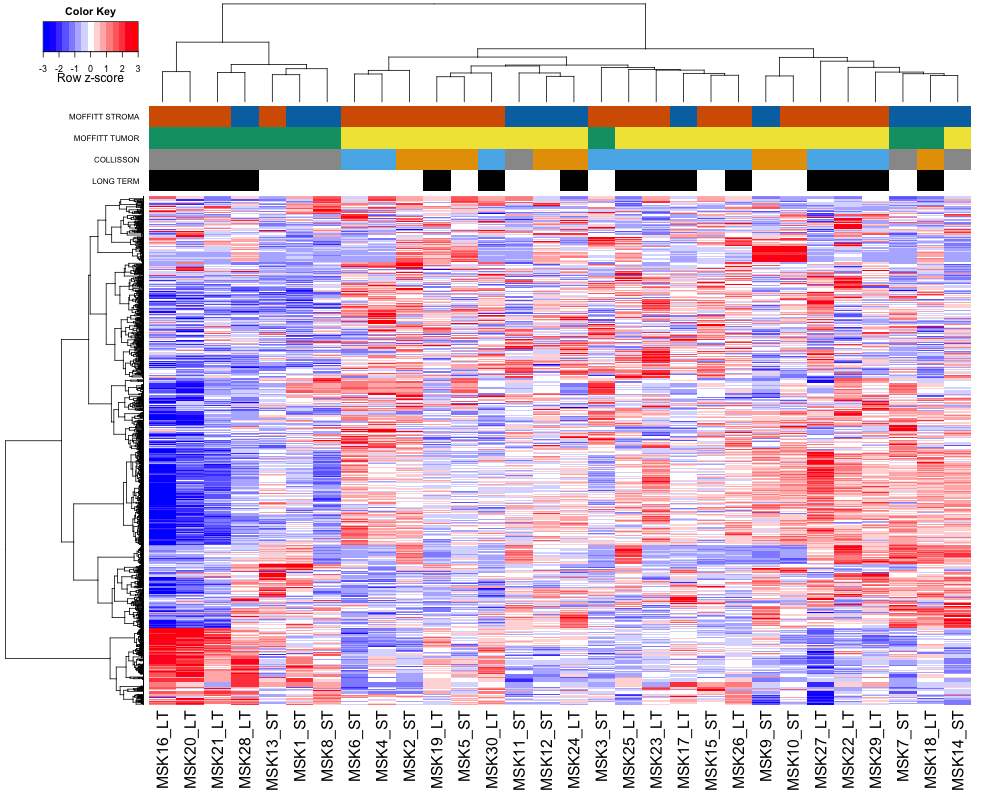 Color Key
-3 -2 -1 0 1 2 3
Row z-score
MOFFITT STROMA
MOFFITT TUMOR
COLLISSON
LONG TERM
MSK16_LT
MSK20_LT
MSK21_LT
MSK28_LT
MSK13_ST
MSK1_ST
MSK8_ST
MSK6_ST
MSK4_ST
MSK2_ST
MSK19_LT
MSK5_ST
MSK30_LT
MSK11_ST
MSK12_ST
MSK24_LT
MSK3_ST
MSK25_LT
MSK23_LT
MSK17_LT
MSK15_ST
MSK26_LT
MSK9_ST
MSK10_ST
MSK27_LT
MSK22_LT
MSK29_LT
MSK7_ST
MSK18_LT
MSK14_ST